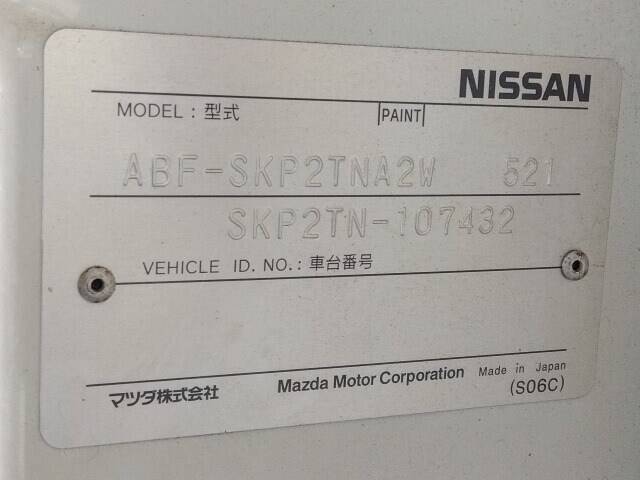 NISSAN
MODEL : 型式 PAINT
ABF-SKP2TNA2W 521
SKP2TN-107432
VEHICLE ID. NO. : 車台番号
マツダ株式会社 Mazda Motor Corporation Made in Japan
(S06C)